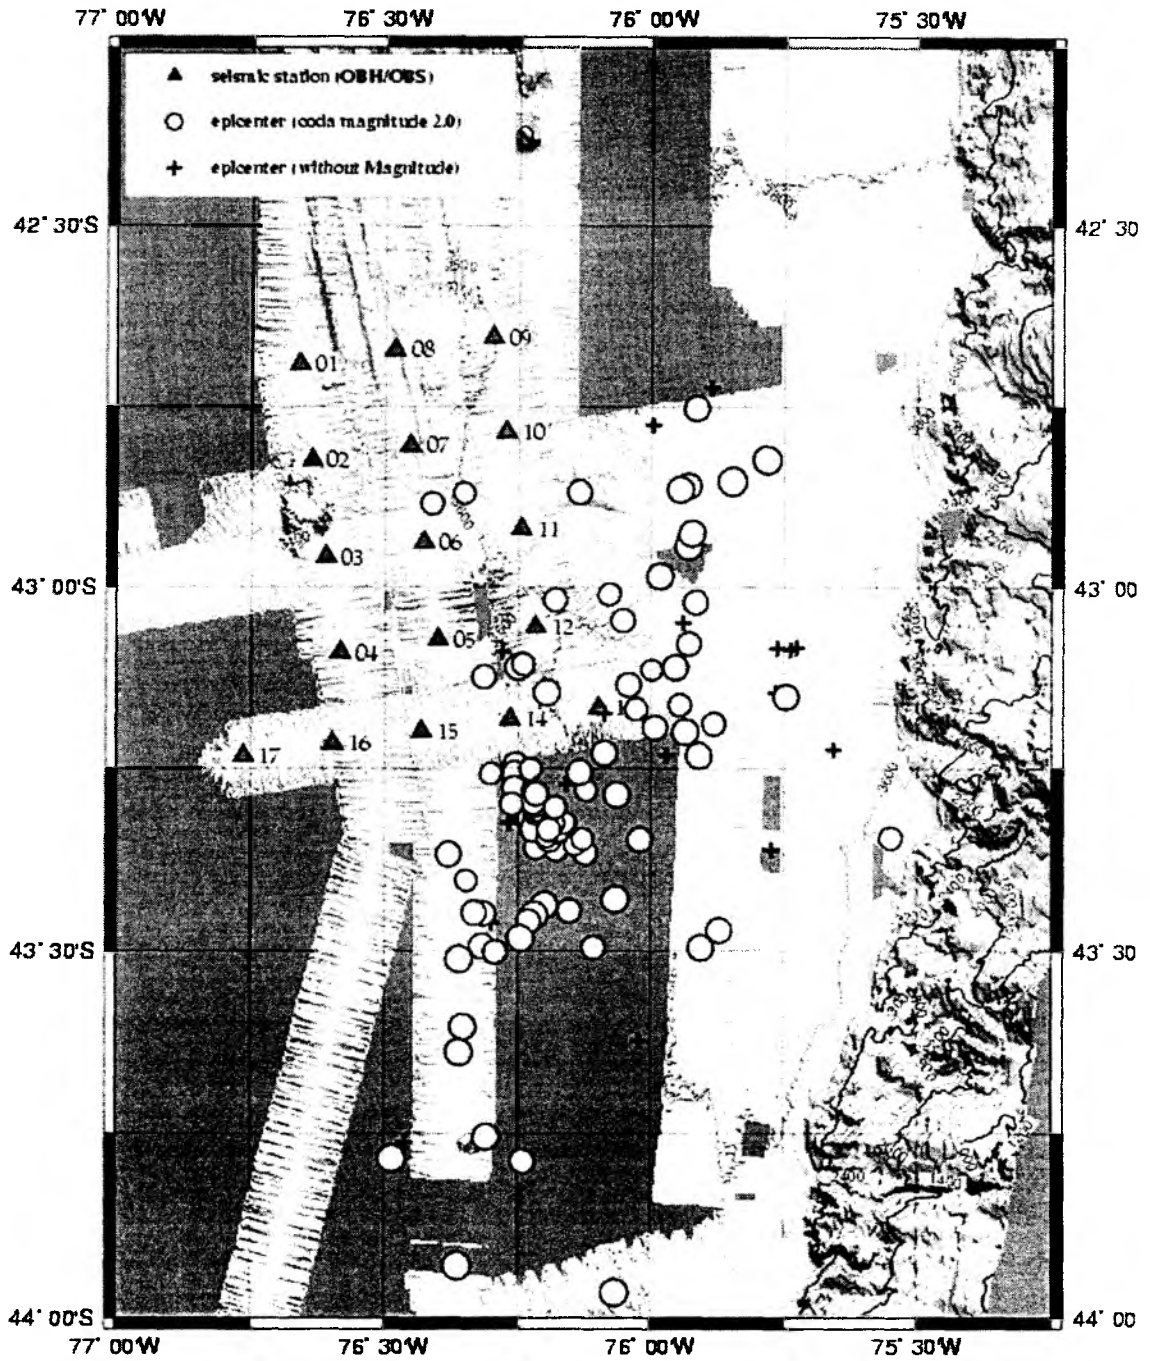 77° 00'W 76° 30'W 76° 00'W 75° 30'W
seismic station (OBH/OBS)
epicenter (coda magnitude 2.0)
epicenter (without Magnitude)
42° 30'S 42° 30
09
08
01
10
07
02
11
06
03
43° 00'S 43° 00
12
05
04
14 1
15
16
17
3600
43° 30'S 43° 30
44° 00'S 44° 00
77° 00'W 76° 30'W 76° 00'W 75° 30'W